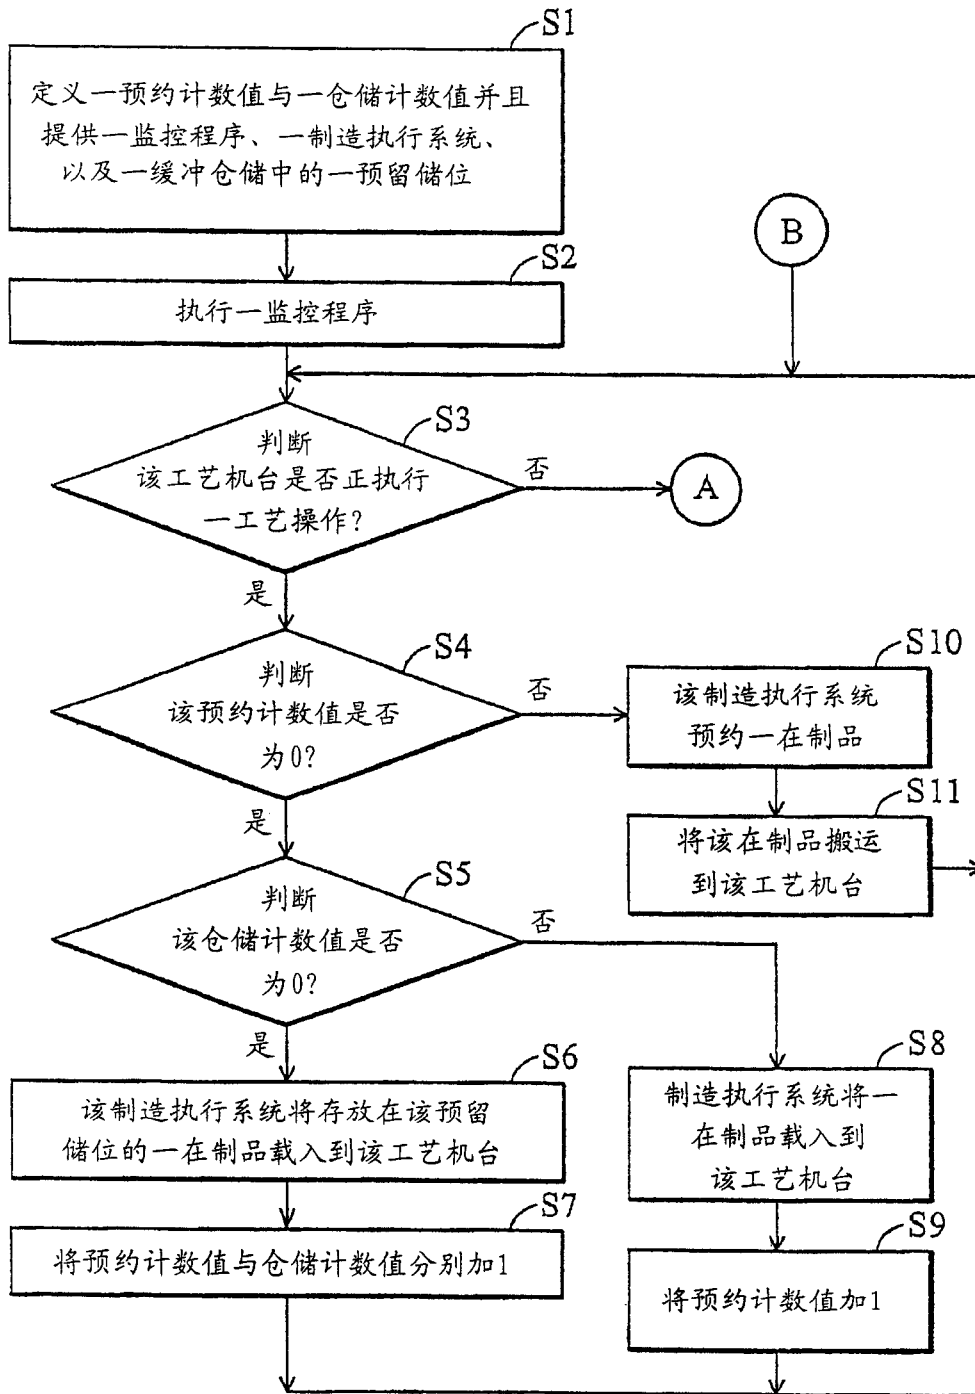 S1
定义一预约计数值与一仓储计数值并且
提供一监控程序、一制造执行系统、
以及一缓冲仓储中的一预留储位
B
S2
执行一监控程序
S3
判断
该工艺机台是否正执行
一工艺操作?
否
A
是
S4
判断
该预约计数值是否
为0?
否
S10
该制造执行系统
预约一在制品
是
S11
将该在制品搬运
到该工艺机台
S5
判断
该仓储计数值是否
为0?
否
是
S6
该制造执行系统将存放在该预留
储位的一在制品载入到该工艺机台
S8
制造执行系统将一
在制品载入到
该工艺机台
S7
将预约计数值与仓储计数值分别加1
S9
将预约计数值加1